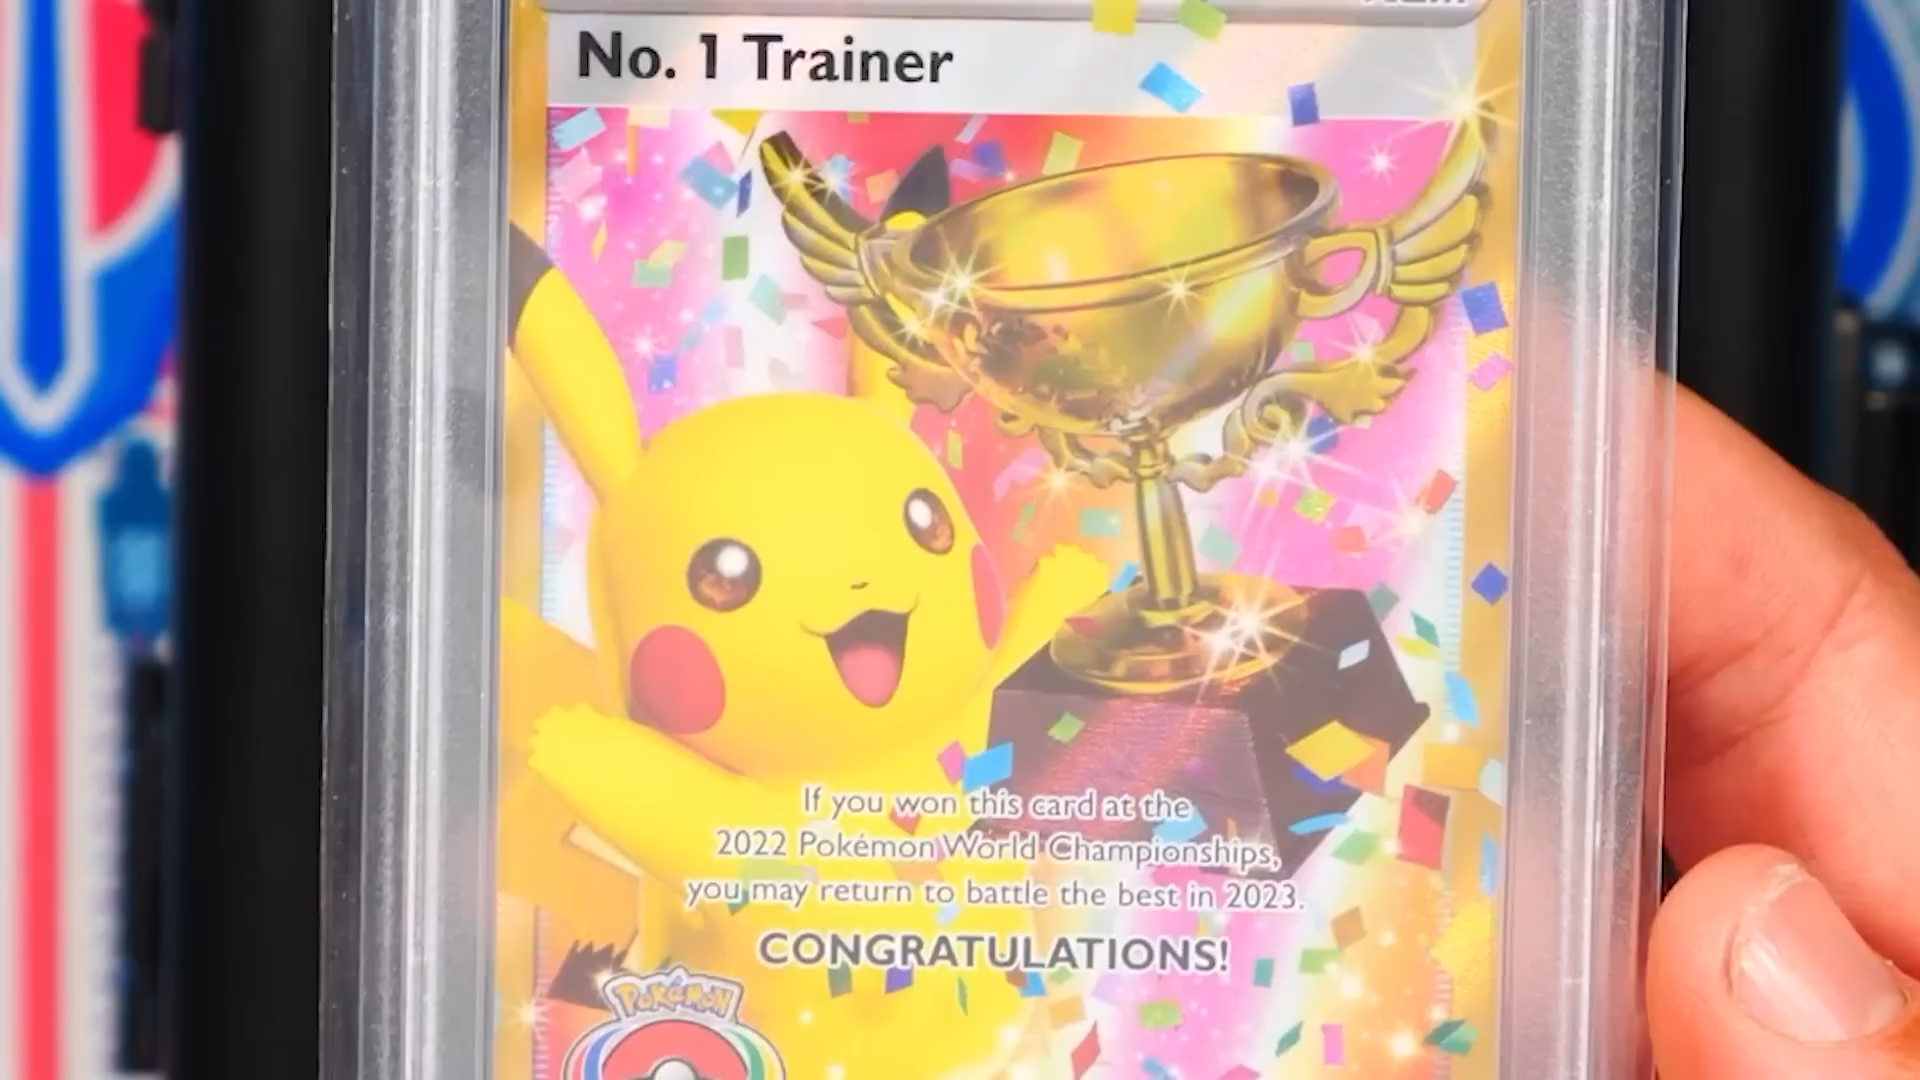 No. 1 Trainer
If you won this card at the
2022 Pokémon World Championships,
you may return to battle the best in 2023.
CONGRATULATIONS!
POKéMON